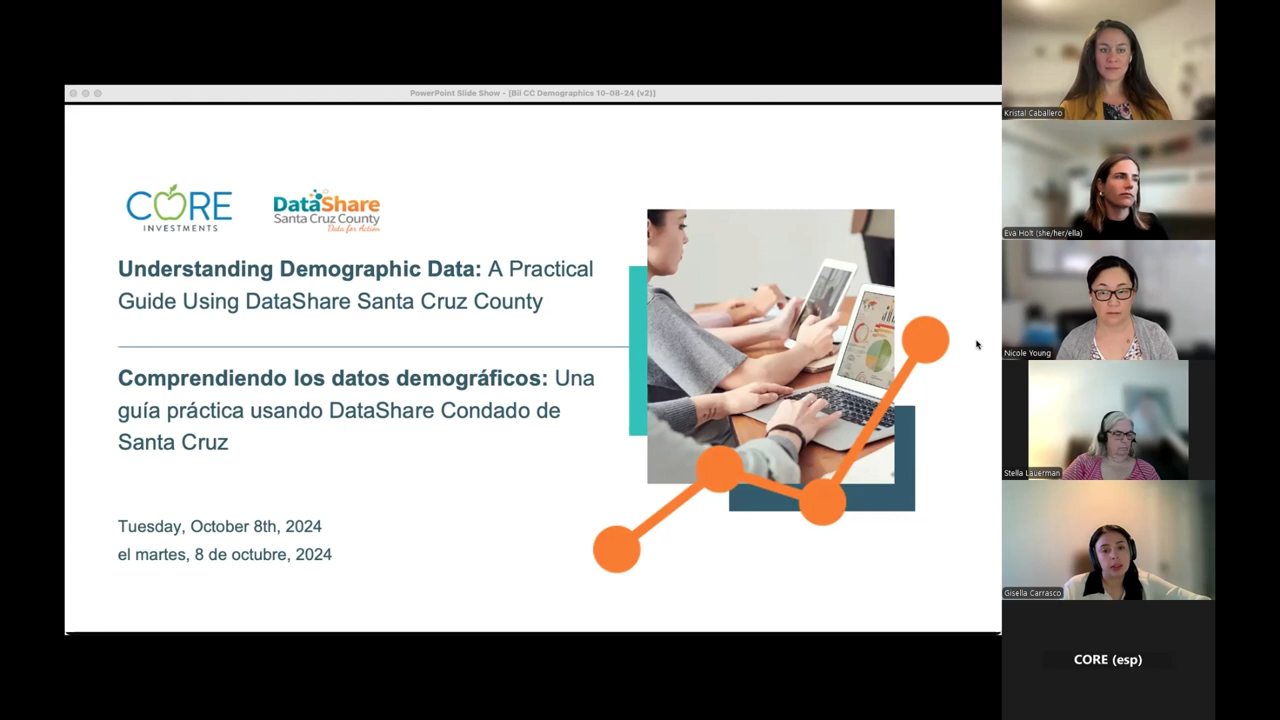 PowerPoint Slide Show - [Bil CC Demographics 10-08-24 (v2)]
CORE
INVESTMENTS
DataShare
Santa Cruz County
Data for Action
Understanding Demographic Data: A Practical
Guide Using DataShare Santa Cruz County
Comprendiendo los datos demográficos: Una
guía práctica usando DataShare Condado de
Santa Cruz
Tuesday, October 8th, 2024
el martes, 8 de octubre, 2024
Kristal Caballero
Eva Holt (she/her/ella)
Nicole Young
Stella Lauerman
Gisella Carrasco
CORE (esp)